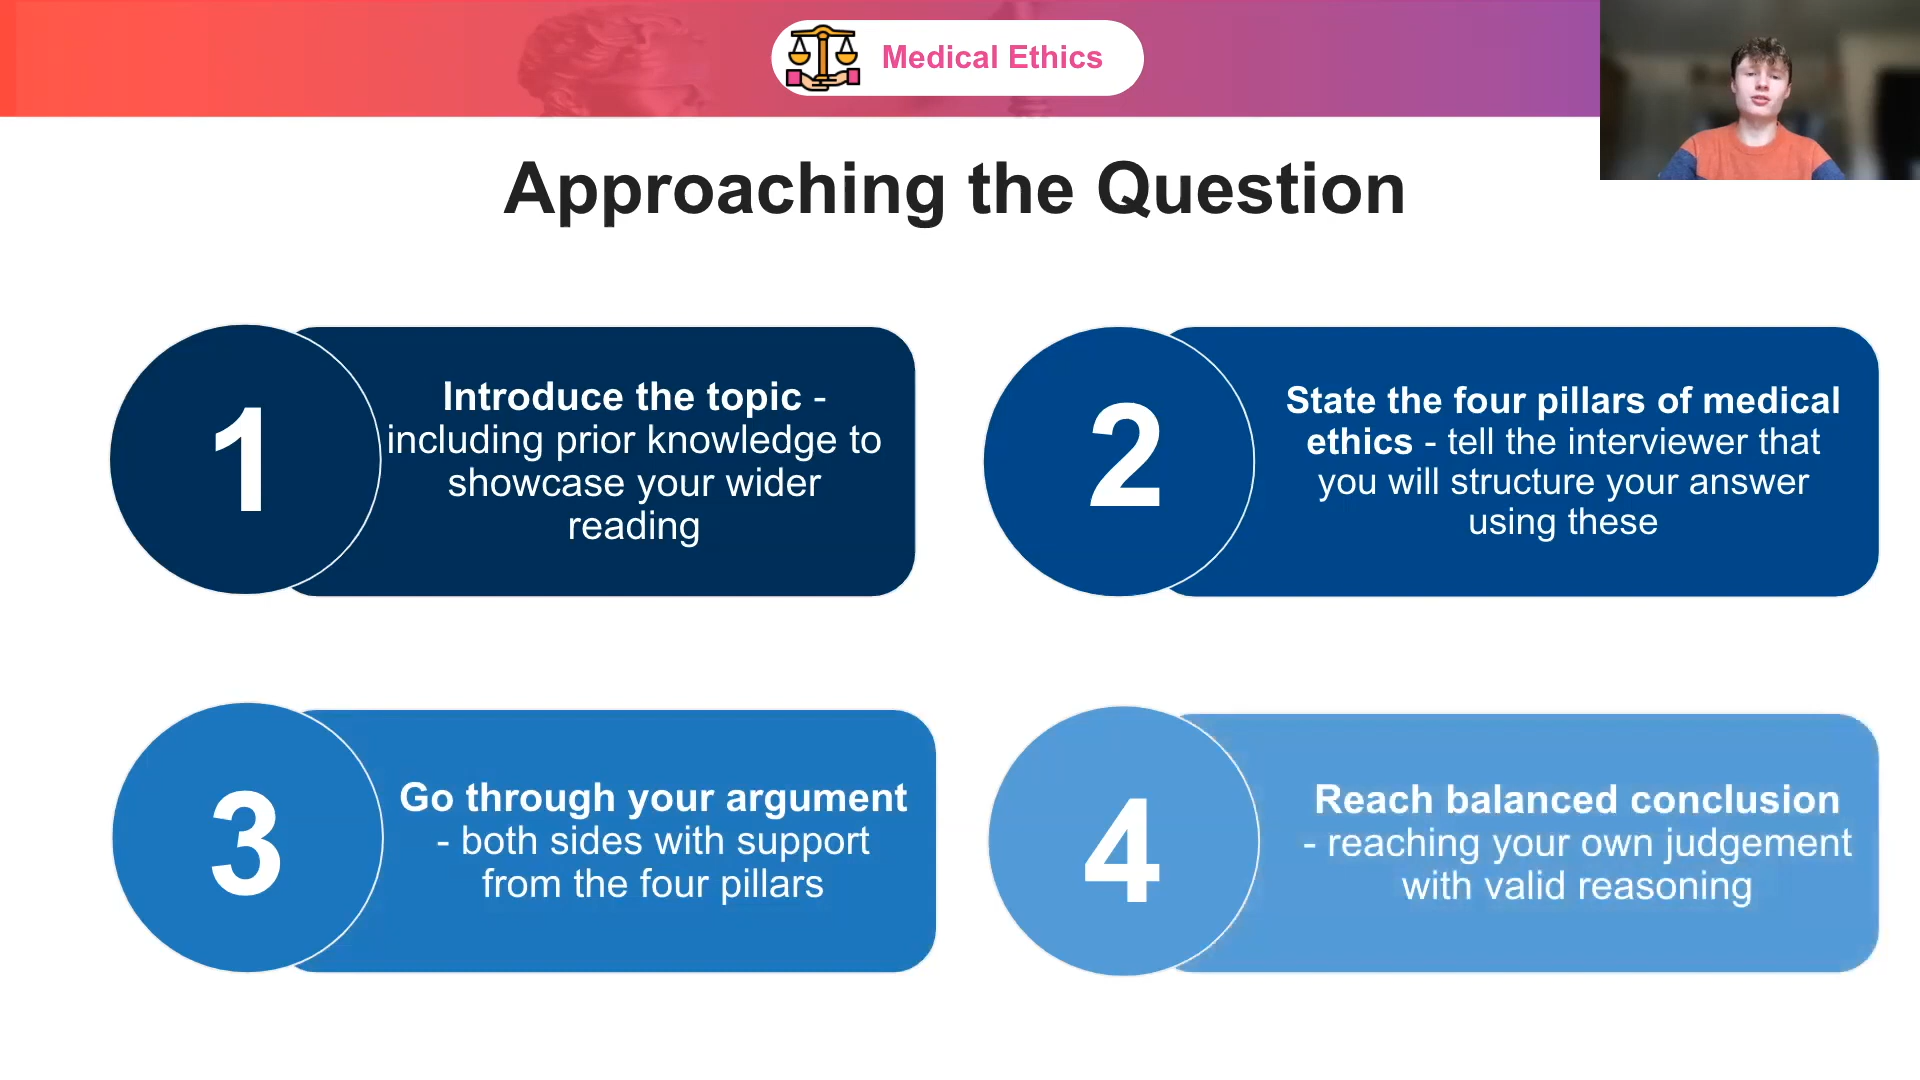 Medical Ethics
Approaching the Question
1
Introduce the topic -
including prior knowledge to
showcase your wider
reading
2
State the four pillars of medical
ethics - tell the interviewer that
you will structure your answer
using these
3
Go through your argument
- both sides with support
from the four pillars
4
Reach balanced conclusion
- reaching your own judgement
with valid reasoning